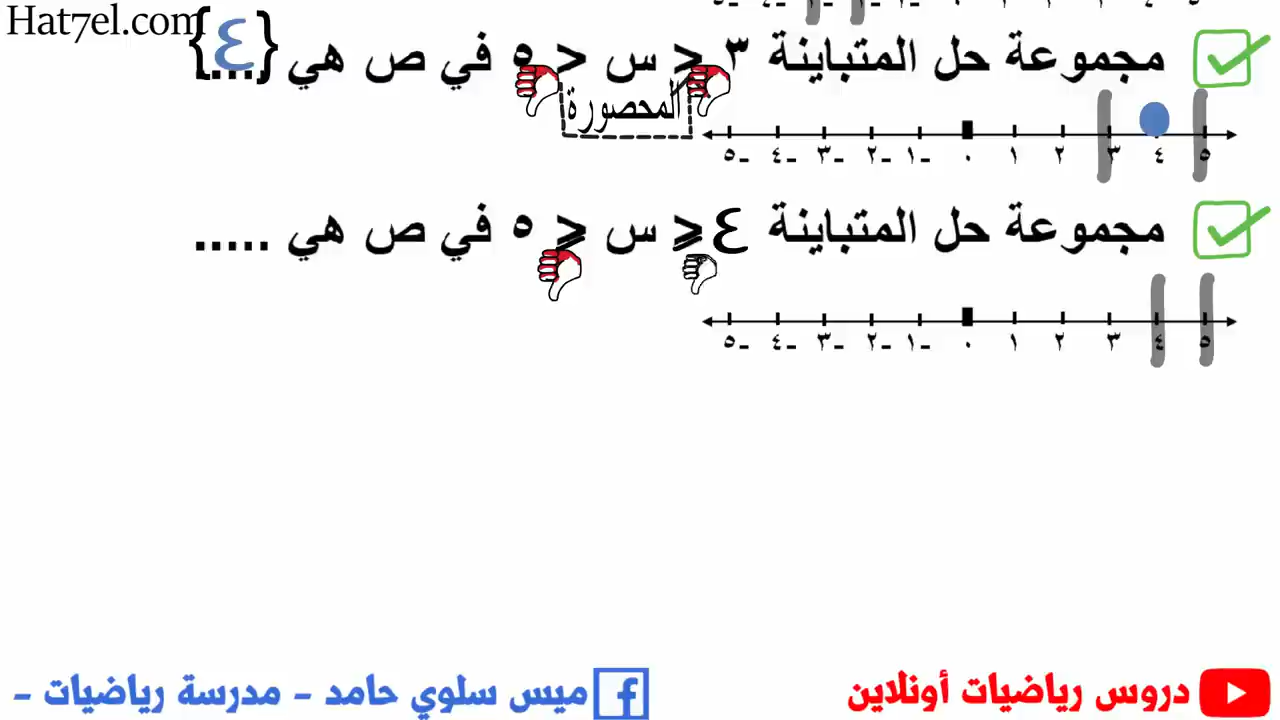 Hat7el.com
مجموعة حل المتباينة ٣ < س < ٥ في ص هي .... {٤}
المحصورة
-٥ -٤ -٣ -٢ -١ ٠ ١ ٢ ٣ ٤ ٥
مجموعة حل المتباينة ٤ ⩽ س ⩽ ٥ في ص هي .....
-٥ -٤ -٣ -٢ -١ ٠ ١ ٢ ٣ ٤ ٥
دروس رياضيات أونلاين
ميس سلوي حامد - مدرسة رياضيات -